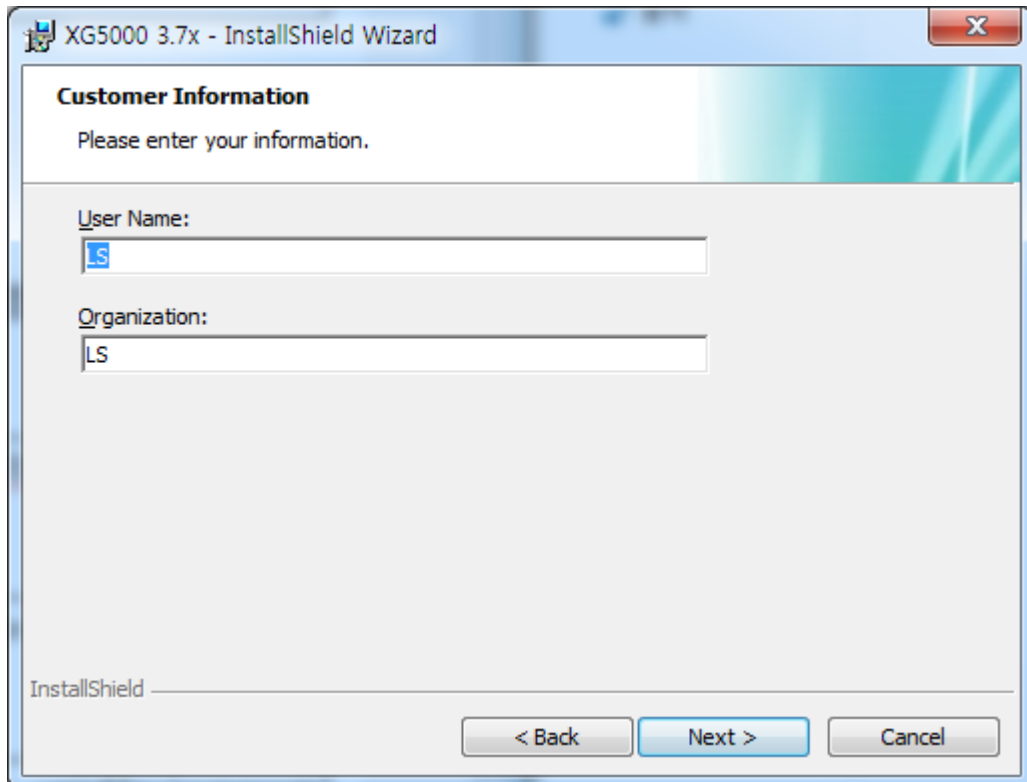 XG5000 3.7x - InstallShield Wizard
Customer Information
Please enter your information.
User Name:
LS
Organization:
LS
InstallShield
< Back
Next >
Cancel